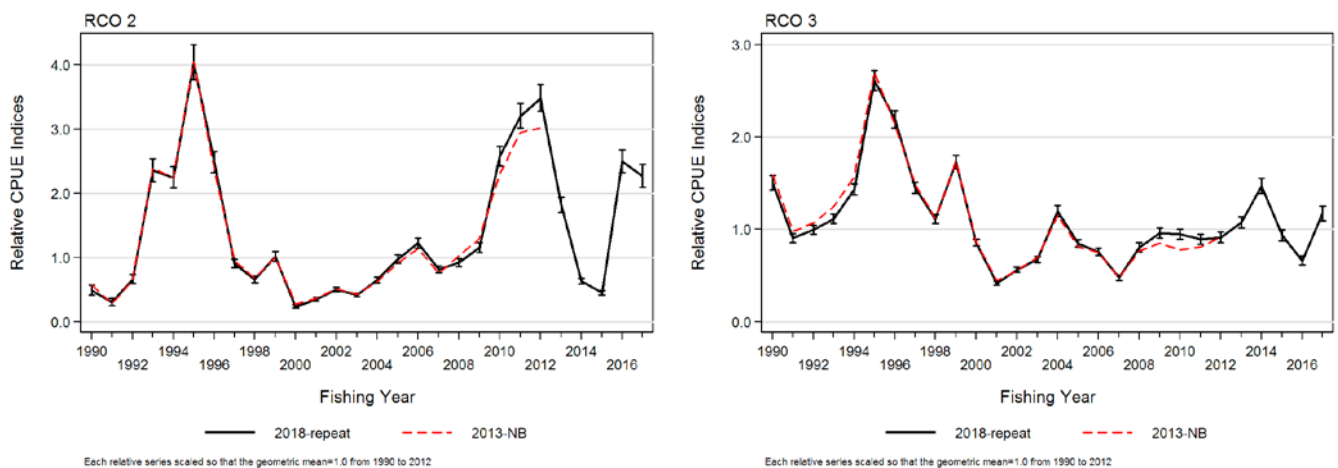 RCO 2
Relative CPUE Indices
4.0
3.0
2.0
1.0
0.0
1990 1994 1996 1998 2000 2002 2004 2006 2008 2010 2012 2014 2016
1992
Fishing Year
2018-repeat 2013-NB
Each relative series scaled so that the geometric mean=1.0 from 1990 to 2012
RCO 3
Relative CPUE Indices
3.0
2.0
1.0
0.0
1990 1994 1998 2002 2006 2010 2014
1992 1996 2000 2004 2008 2012 2016
Fishing Year
2018-repeat 2013-NB
Each relative series scaled so that the geometric mean=1.0 from 1990 to 2012